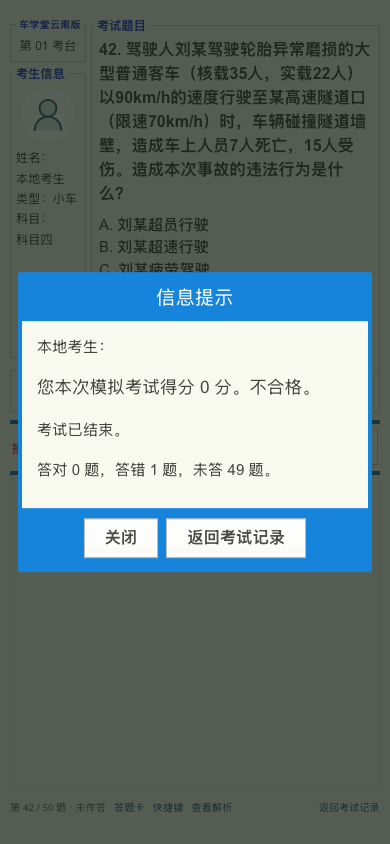 车学堂云南版
第 01 考台
考生信息
姓名：
本地考生
类型：小车
科目：
科目四
考试题目
42. 驾驶人刘某驾驶轮胎异常磨损的大
型普通客车（核载35人，实载22人）
以90km/h的速度行驶至某高速隧道口
（限速70km/h）时，车辆碰撞隧道墙
壁，造成车上人员7人死亡，15人受
伤。造成本次事故的违法行为是什
么？
A. 刘某超员行驶
B. 刘某超速行驶
C. 刘某疲劳驾驶
信息提示
本地考生：
您本次模拟考试得分 0 分。不合格。
考试已结束。
答对 0 题，答错 1 题，未答 49 题。
关闭
返回考试记录
第 42 / 50 题 · 未作答 答题卡 快捷键 查看解析
返回考试记录